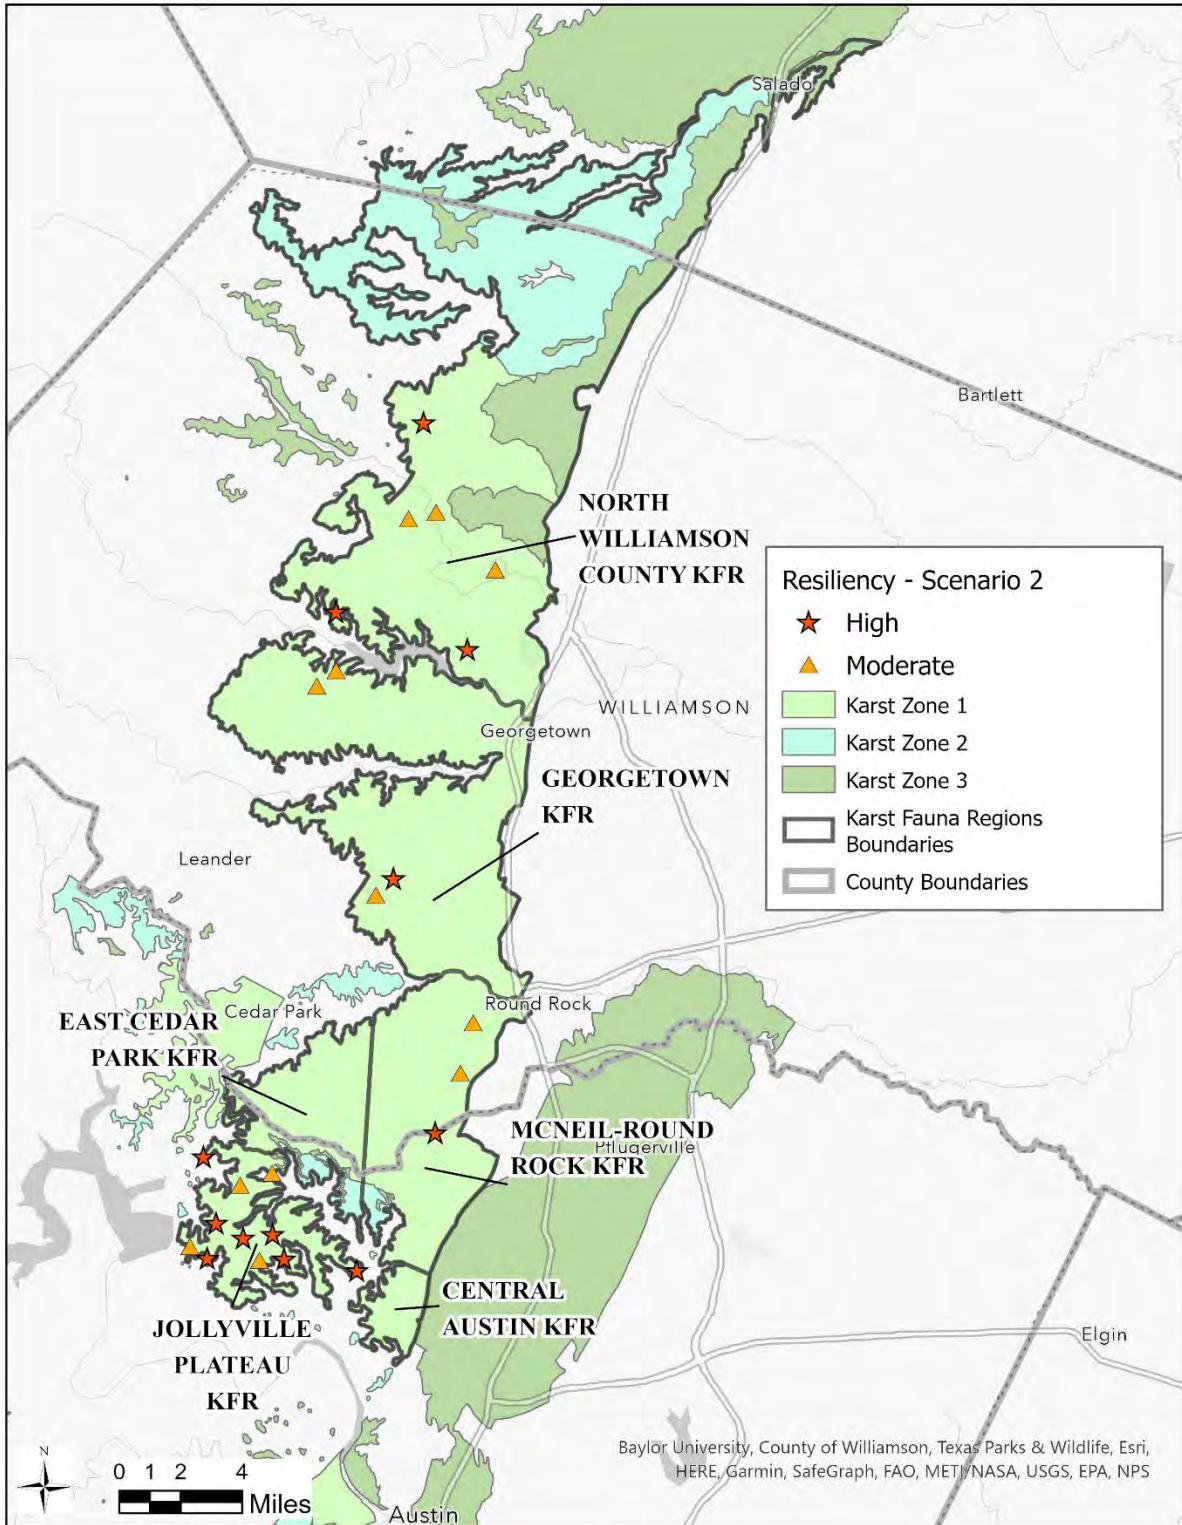 Salado
Bartlett
NORTH
WILLIAMSON
COUNTY KFR
Resiliency - Scenario 2
High
Moderate
Karst Zone 1
Karst Zone 2
Karst Zone 3
Karst Fauna Regions
Boundaries
County Boundaries
WILLIAMSON
Georgetown
GEORGETOWN
KFR
Leander
Cedar Park
Round Rock
EAST CEDAR
PARK KFR
MCNEIL-ROUND
ROCK KFR
Pflugerville
CENTRAL
AUSTIN KFR
JOLLYVILLE
PLATEAU
KFR
Elgin
Baylor University, County of Williamson, Texas Parks & Wildlife, Esri,
HERE, Garmin, SafeGraph, FAO, METI/NASA, USGS, EPA, NPS
N
0 1 2 4
Miles
Austin